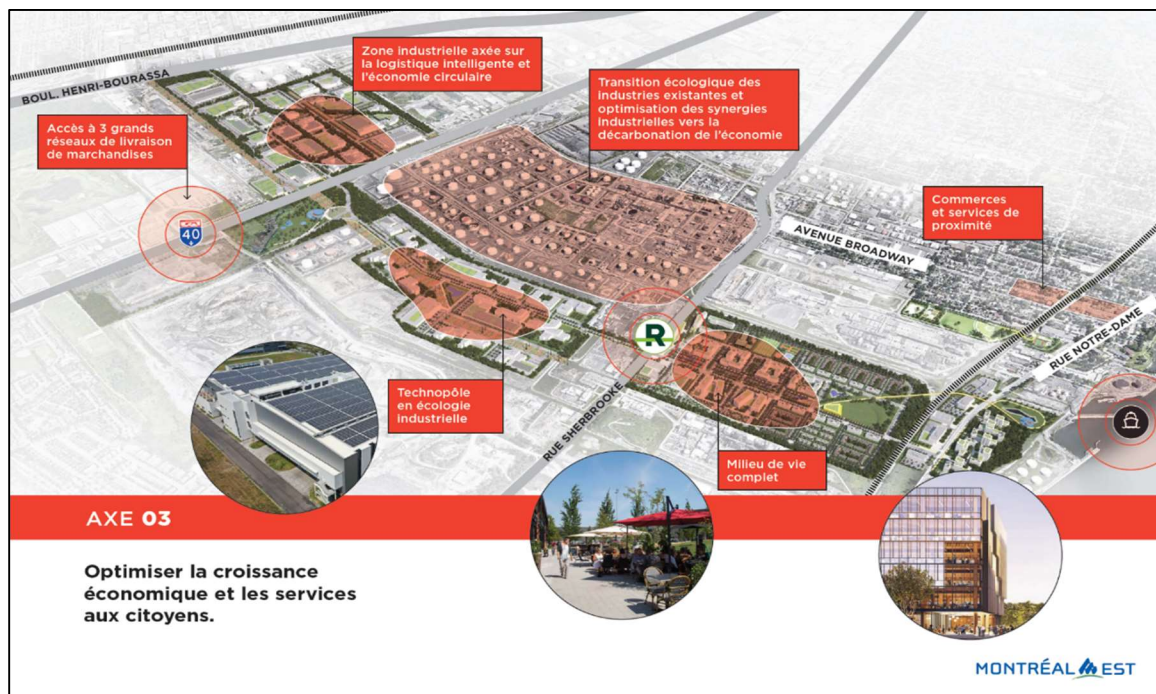 BOUL. HENRI-BOURASSA
Zone industrielle axée sur
la logistique intelligente et
l'économie circulaire
Transition écologique des
industries existantes et
optimisation des synergies
industrielles vers la
décarbonation de l'économie
Accès à 3 grands
réseaux de livraison
de marchandises
40
Commerces
et services de
proximité
AVENUE BROADWAY
RUE NOTRE-DAME
R
Technopôle
en écologie
industrielle
RUE SHERBROOKE
Milieu de vie
complet
AXE 03
Optimiser la croissance
économique et les services
aux citoyens.
MONTRÉAL EST